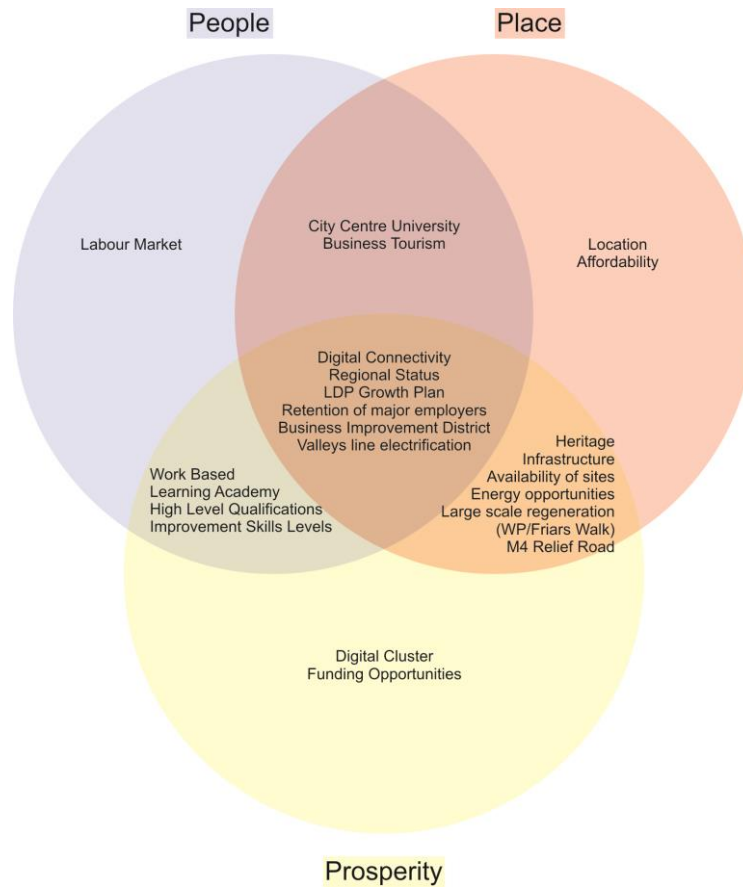 People
Place
Labour Market
City Centre University
Business Tourism
Location
Affordability
Digital Connectivity
Regional Status
LDP Growth Plan
Retention of major employers
Business Improvement District
Valleys line electrification
Work Based
Learning Academy
High Level Qualifications
Improvement Skills Levels
Heritage
Infrastructure
Availability of sites
Energy opportunities
Large scale regeneration
(WP/Friars Walk)
M4 Relief Road
Digital Cluster
Funding Opportunities
Prosperity